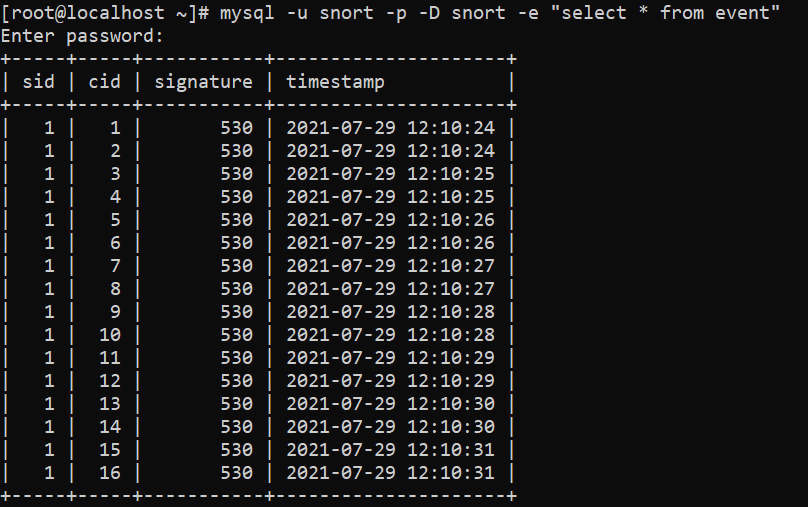 [root@localhost ~]# mysql -u snort -p -D snort -e "select * from event"
Enter password:
+-----+-----+-----------+---------------------+
| sid | cid | signature | timestamp           |
+-----+-----+-----------+---------------------+
|   1 |   1 |       530 | 2021-07-29 12:10:24 |
|   1 |   2 |       530 | 2021-07-29 12:10:24 |
|   1 |   3 |       530 | 2021-07-29 12:10:25 |
|   1 |   4 |       530 | 2021-07-29 12:10:25 |
|   1 |   5 |       530 | 2021-07-29 12:10:26 |
|   1 |   6 |       530 | 2021-07-29 12:10:26 |
|   1 |   7 |       530 | 2021-07-29 12:10:27 |
|   1 |   8 |       530 | 2021-07-29 12:10:27 |
|   1 |   9 |       530 | 2021-07-29 12:10:28 |
|   1 |  10 |       530 | 2021-07-29 12:10:28 |
|   1 |  11 |       530 | 2021-07-29 12:10:29 |
|   1 |  12 |       530 | 2021-07-29 12:10:29 |
|   1 |  13 |       530 | 2021-07-29 12:10:30 |
|   1 |  14 |       530 | 2021-07-29 12:10:30 |
|   1 |  15 |       530 | 2021-07-29 12:10:31 |
|   1 |  16 |       530 | 2021-07-29 12:10:31 |
+-----+-----+-----------+---------------------+